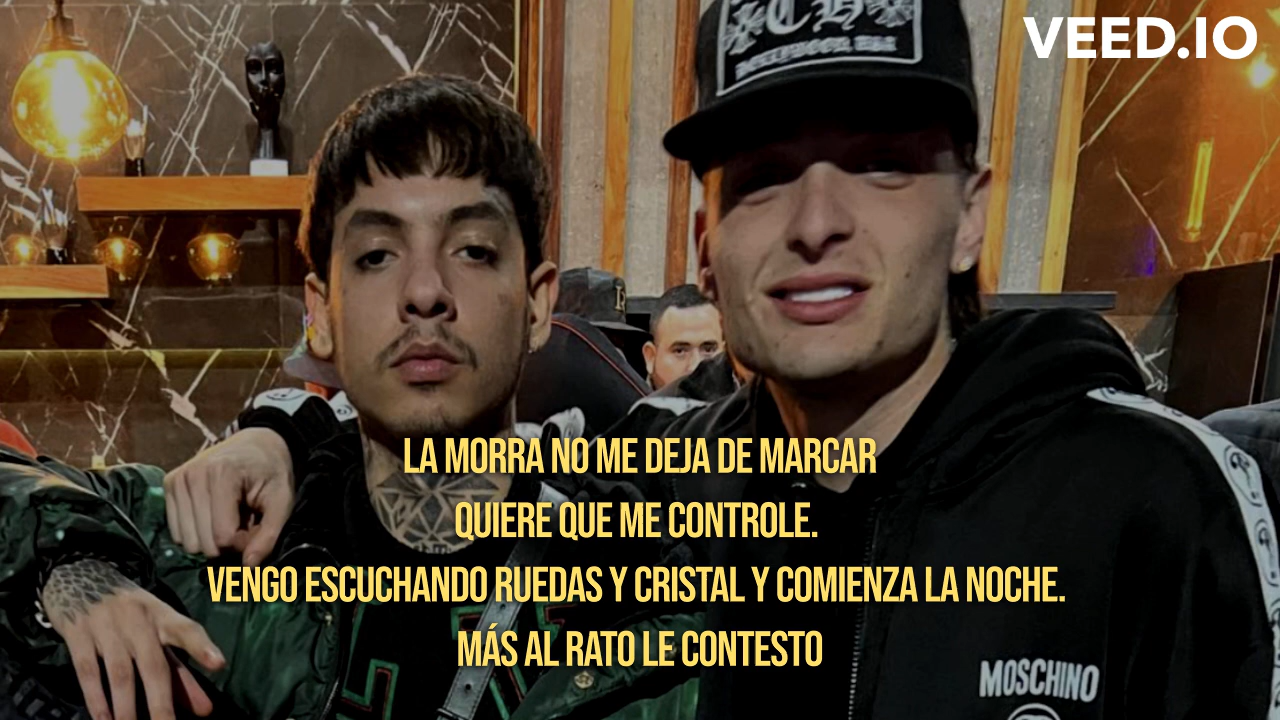 VEED.IO
CH
LA MORRA NO ME DEJA DE MARCAR
QUIERE QUE ME CONTROLE.
VENGO ESCUCHANDO RUEDAS Y CRISTAL Y COMIENZA LA NOCHE.
MÁS AL RATO LE CONTESTO
MOSCHINO